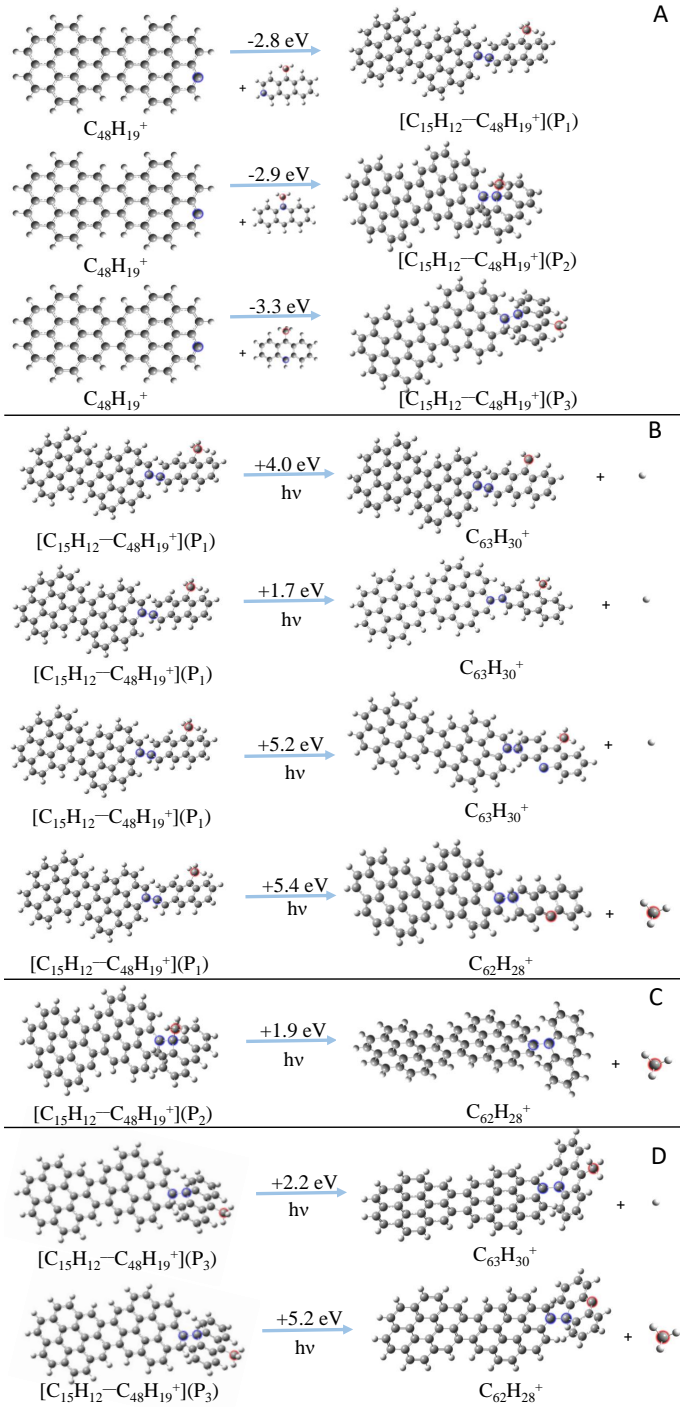 A
-2.8 eV
+
C₄₈H₁₉⁺
[C₁₅H₁₂—C₄₈H₁₉⁺](P₁)
-2.9 eV
+
C₄₈H₁₉⁺
[C₁₅H₁₂—C₄₈H₁₉⁺](P₂)
-3.3 eV
+
C₄₈H₁₉⁺
[C₁₅H₁₂—C₄₈H₁₉⁺](P₃)
B
+4.0 eV
hν
+
[C₁₅H₁₂—C₄₈H₁₉⁺](P₁)
C₆₃H₃₀⁺
+1.7 eV
hν
+
[C₁₅H₁₂—C₄₈H₁₉⁺](P₁)
C₆₃H₃₀⁺
+5.2 eV
hν
+
[C₁₅H₁₂—C₄₈H₁₉⁺](P₁)
C₆₃H₃₀⁺
+5.4 eV
hν
+
[C₁₅H₁₂—C₄₈H₁₉⁺](P₁)
C₆₂H₂₈⁺
C
+1.9 eV
hν
+
[C₁₅H₁₂—C₄₈H₁₉⁺](P₂)
C₆₂H₂₈⁺
D
+2.2 eV
hν
+
[C₁₅H₁₂—C₄₈H₁₉⁺](P₃)
C₆₃H₃₀⁺
+5.2 eV
hν
+
[C₁₅H₁₂—C₄₈H₁₉⁺](P₃)
C₆₂H₂₈⁺